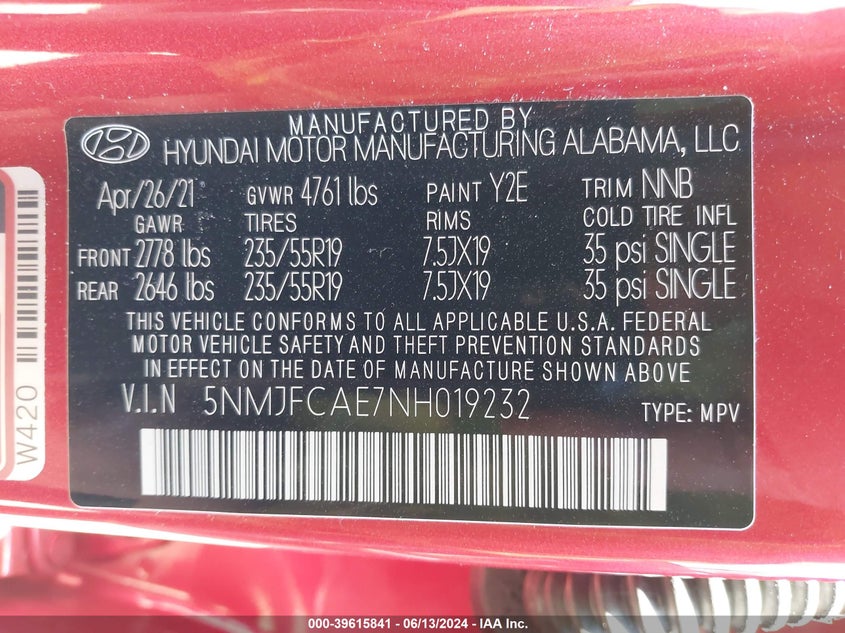 MANUFACTURED BY
HYUNDAI MOTOR MANUFACTURING ALABAMA, LLC
Apr/26/21 GVWR 4761 lbs PAINT Y2E TRIM NNB
GAWR TIRES RIMS COLD TIRE INFL
FRONT 2778 lbs 235/55R19 7.5JX19 35 psi SINGLE
REAR 2646 lbs 235/55R19 7.5JX19 35 psi SINGLE
THIS VEHICLE CONFORMS TO ALL APPLICABLE U.S.A. FEDERAL
MOTOR VEHICLE SAFETY AND THEFT PREVENTION STANDARDS
IN EFFECT ON THE DATE OF MANUFACTURE SHOWN ABOVE
V.I.N 5NMJFCAE7NH019232 TYPE: MPV
W420
000-39615841 - 06/13/2024 - IAA Inc.